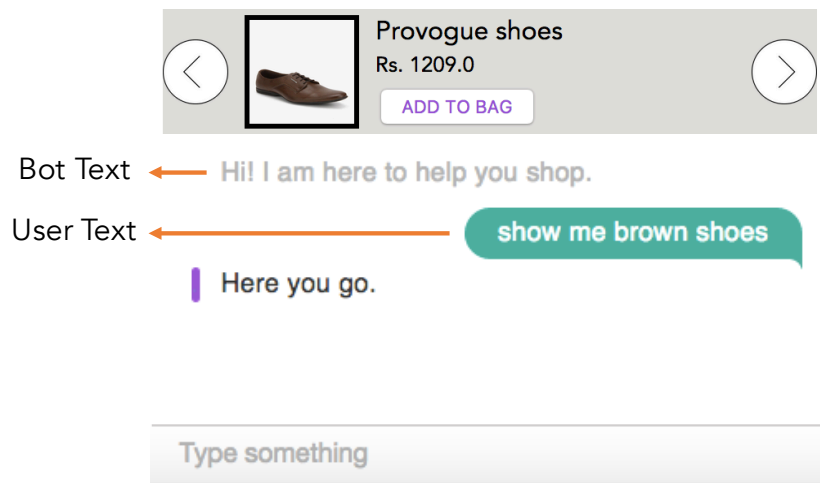 Provogue shoes
Rs. 1209.0
ADD TO BAG
Bot Text
Hi! I am here to help you shop.
User Text
show me brown shoes
Here you go.
Type something